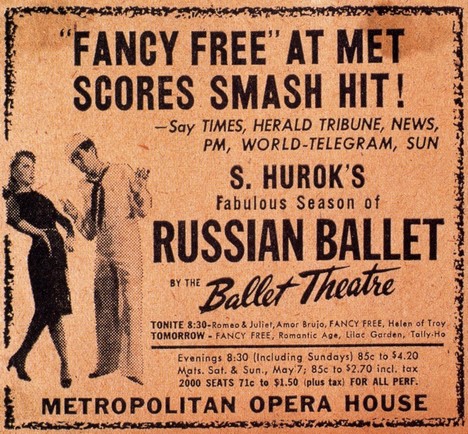 "FANCY FREE" AT MET
SCORES SMASH HIT!
—Say TIMES, HERALD TRIBUNE, NEWS,
PM, WORLD-TELEGRAM, SUN
S. HUROK'S
Fabulous Season of
RUSSIAN BALLET
BY THE Ballet Theatre
TONITE 8:30-Romeo & Juliet, Amor Brujo, FANCY FREE, Helen of Troy
TOMORROW - FANCY FREE, Romantic Age, Lilac Garden, Tally-Ho
Evenings 8:30 (Including Sundays) 85c to $4.20
Mats. Sat. & Sun., May 7; 85c to $2.70 incl. tax
2000 SEATS 71c to $1.50 (plus tax) FOR ALL PERF.
METROPOLITAN OPERA HOUSE